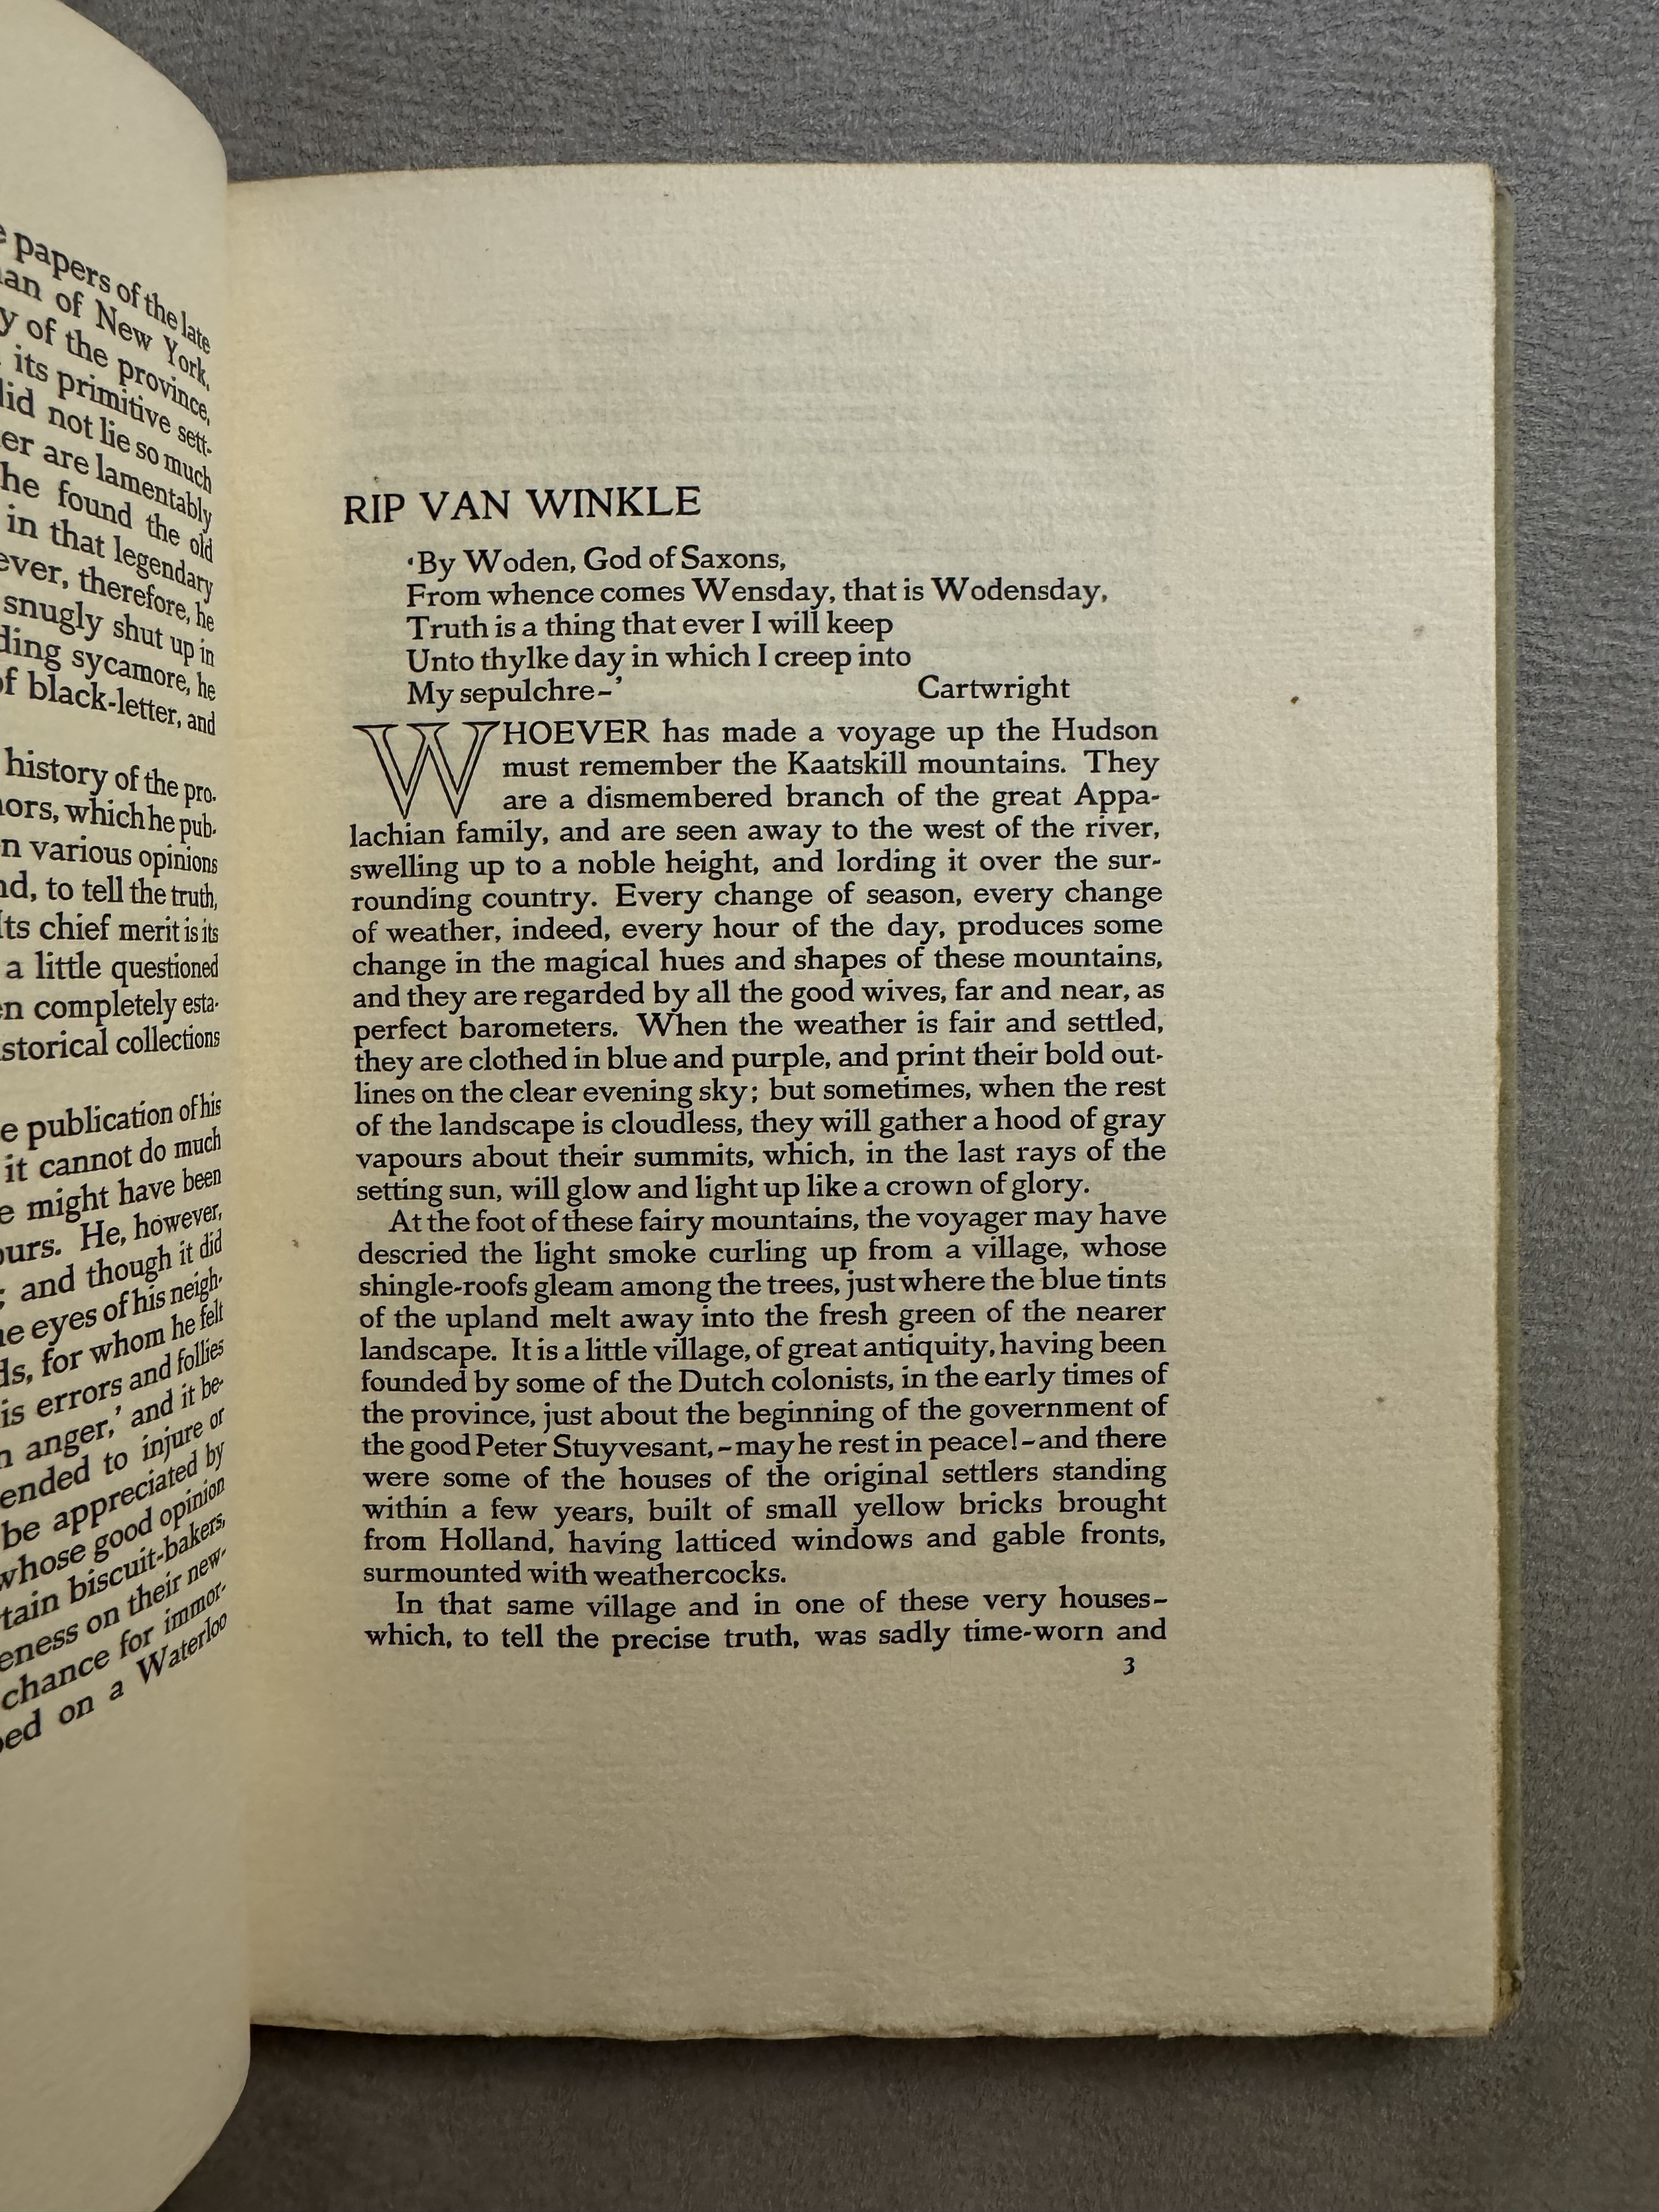 papers of the late
of New York,
of the province,
its primitive sett-
not lie so much
are lamentably
he found the old
in that legendary
therefore, he
snugly shut up in
sycamore, he
of black-letter, and
history of the pro-
which he pub-
various opinions
to tell the truth,
Its chief merit is its
a little questioned
completely esta-
historical collections
publication of his
it cannot do much
might have been
He, however,
; and though it did
eyes of his neigh-
for whom he felt
errors and follies
anger,' and it be-
to injure or
be appreciated by
whose good opinion
biscuit-bakers,
on their new-
chance for immor-
on a Waterloo
RIP VAN WINKLE
‘By Woden, God of Saxons,
From whence comes Wensday, that is Wodensday,
Truth is a thing that ever I will keep
Unto thylke day in which I creep into
My sepulchre–’ Cartwright
WHOEVER has made a voyage up the Hudson
must remember the Kaatskill mountains. They
are a dismembered branch of the great Appa-
lachian family, and are seen away to the west of the river,
swelling up to a noble height, and lording it over the sur-
rounding country. Every change of season, every change
of weather, indeed, every hour of the day, produces some
change in the magical hues and shapes of these mountains,
and they are regarded by all the good wives, far and near, as
perfect barometers. When the weather is fair and settled,
they are clothed in blue and purple, and print their bold out-
lines on the clear evening sky; but sometimes, when the rest
of the landscape is cloudless, they will gather a hood of gray
vapours about their summits, which, in the last rays of the
setting sun, will glow and light up like a crown of glory.
At the foot of these fairy mountains, the voyager may have
descried the light smoke curling up from a village, whose
shingle-roofs gleam among the trees, just where the blue tints
of the upland melt away into the fresh green of the nearer
landscape. It is a little village, of great antiquity, having been
founded by some of the Dutch colonists, in the early times of
the province, just about the beginning of the government of
the good Peter Stuyvesant,–may he rest in peace!–and there
were some of the houses of the original settlers standing
within a few years, built of small yellow bricks brought
from Holland, having latticed windows and gable fronts,
surmounted with weathercocks.
In that same village and in one of these very houses–
which, to tell the precise truth, was sadly time-worn and
3